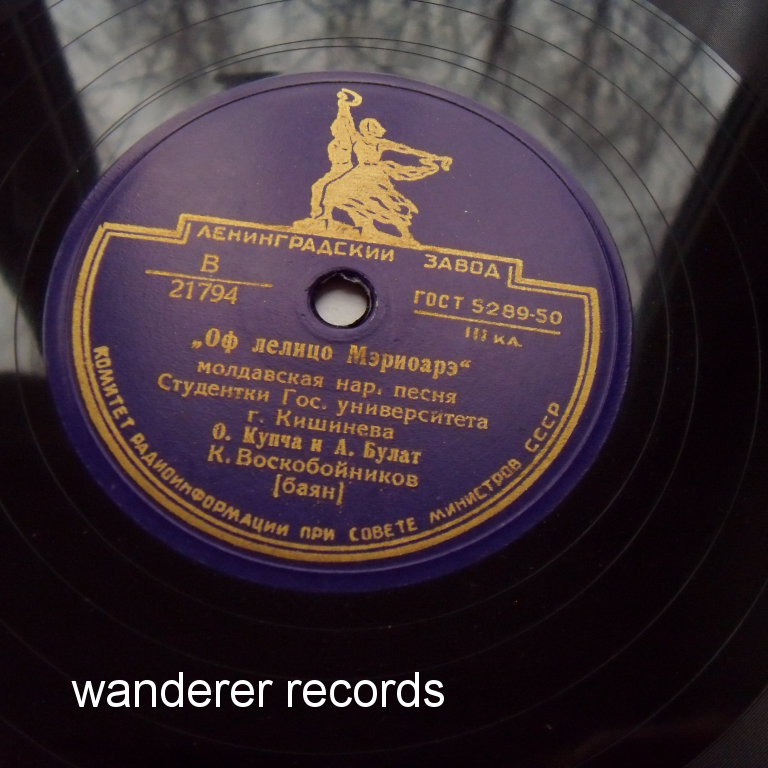 ЛЕНИНГРАДСКИЙ ЗАВОД
В
21794
ГОСТ 5289-50
III КЛ.
„Оф лелицо Мэриоарэ“
молдавская нар. песня
Студентки Гос. университета
г. Кишинева
О. Купча и А. Булат
К. Воскобойников
[баян]
КОМИТЕТ РАДИОИНФОРМАЦИИ ПРИ СОВЕТЕ МИНИСТРОВ СССР
wanderer records